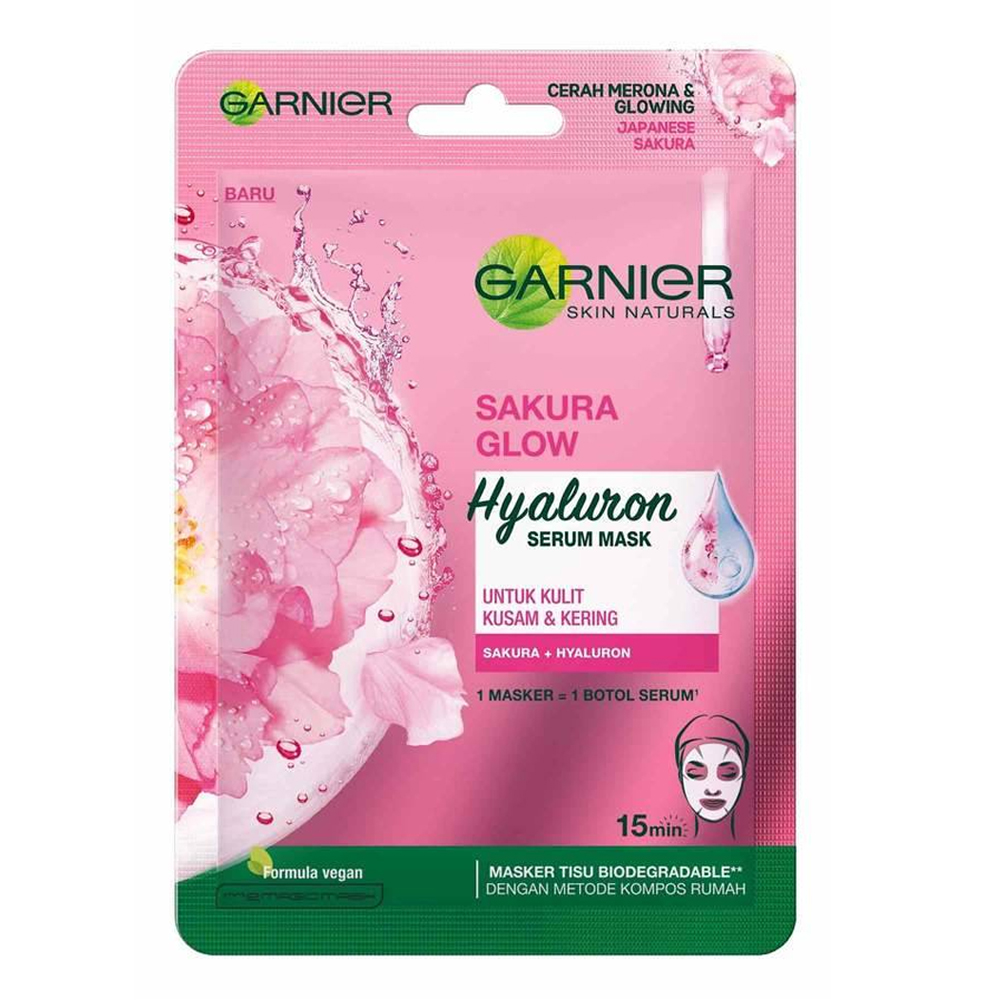 GARNIER
CERAH MERONA &
GLOWING
JAPANESE
SAKURA
BARU
GARNIER
SKIN NATURALS
SAKURA
GLOW
Hyaluron
SERUM MASK
UNTUK KULIT
KUSAM & KERING
SAKURA + HYALURON
1 MASKER = 1 BOTOL SERUM¹
15min
Formula vegan
MASKER TISU BIODEGRADABLE**
DENGAN METODE KOMPOS RUMAH